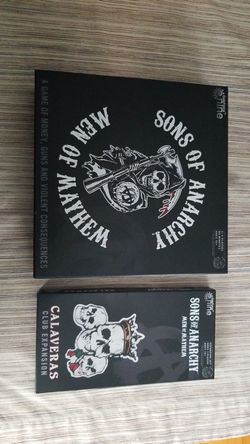 SONS OF ANARCHY
MEN OF MAYHEM
A GAME OF MONEY, GUNS AND VIOLENT CONSEQUENCES
SONS OF ANARCHY
MEN OF MAYHEM
CALAVERAS
CLUB EXPANSION